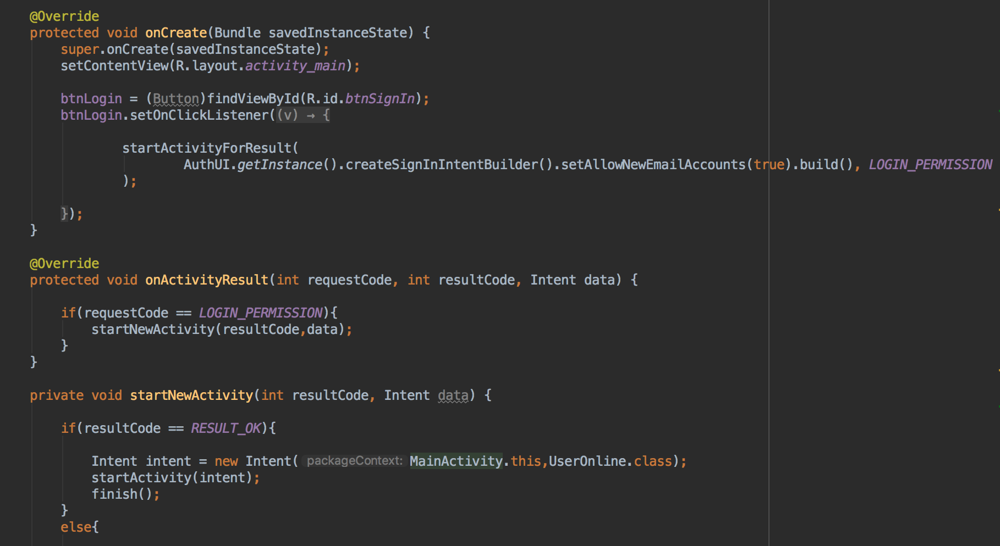 @Override
protected void onCreate(Bundle savedInstanceState) {
super.onCreate(savedInstanceState);
setContentView(R.layout.activity_main);
btnLogin = (Button)findViewById(R.id.btnSignIn);
btnLogin.setOnClickListener((v) → {
startActivityForResult(
AuthUI.getInstance().createSignInIntentBuilder().setAllowNewEmailAccounts(true).build(), LOGIN_PERMISSION
);
});
}
@Override
protected void onActivityResult(int requestCode, int resultCode, Intent data) {
if(requestCode == LOGIN_PERMISSION){
startNewActivity(resultCode,data);
}
}
private void startNewActivity(int resultCode, Intent data) {
if(resultCode == RESULT_OK){
Intent intent = new Intent( packageContext: MainActivity.this,UserOnline.class);
startActivity(intent);
finish();
}
else{